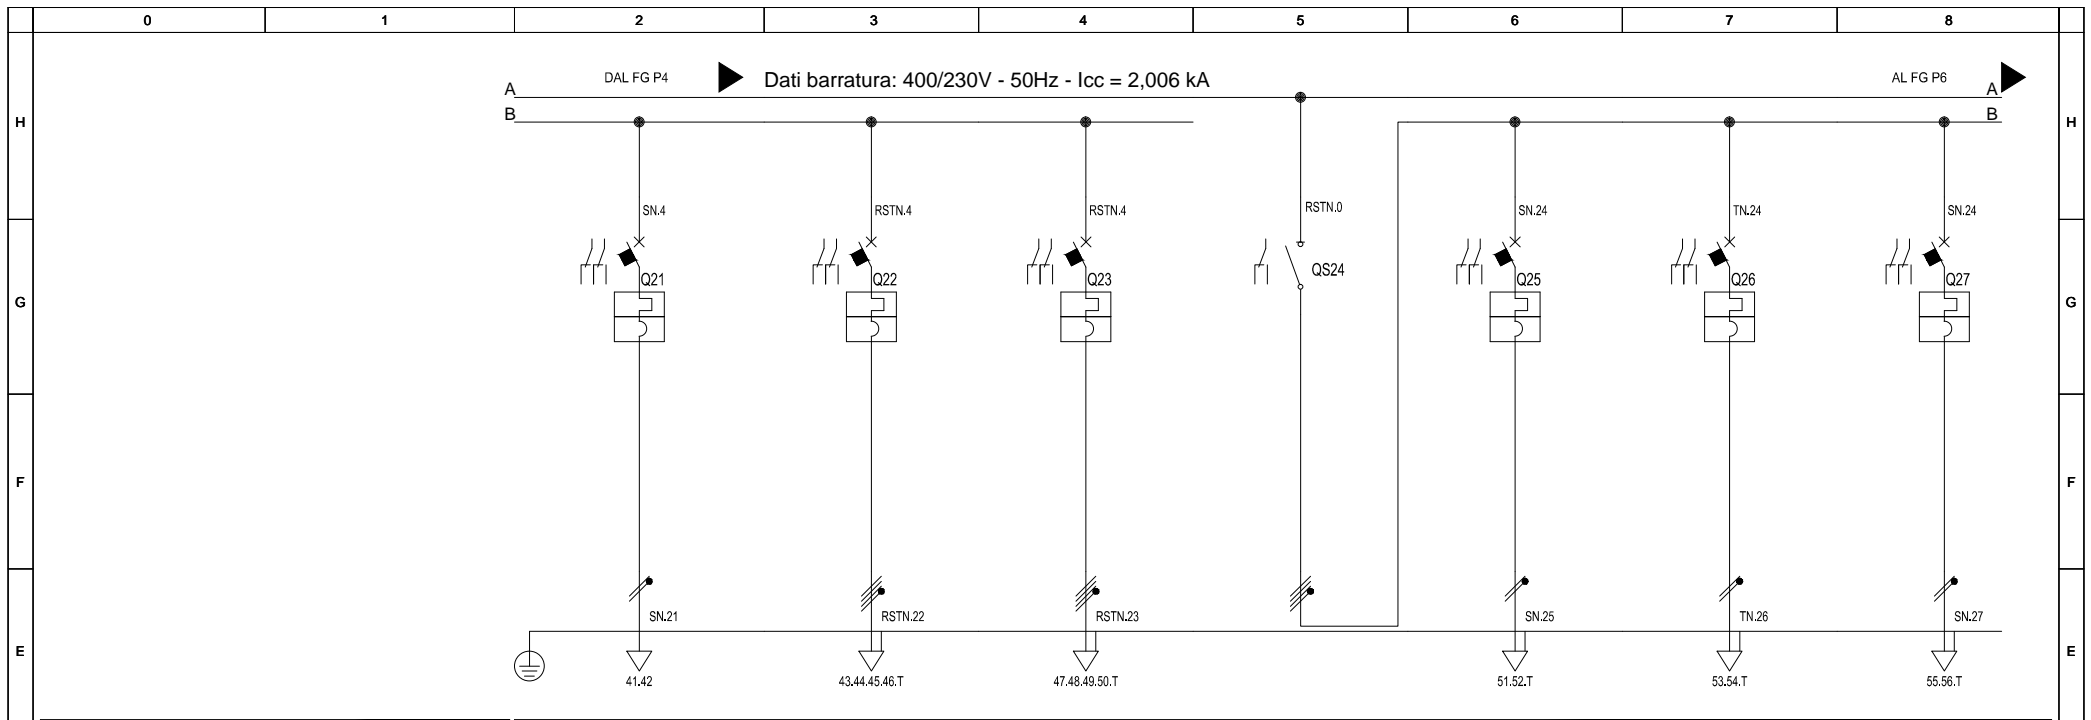 0 1 2 3 4 5 6 7 8
DAL FG P4 Dati barratura: 400/230V - 50Hz - Icc = 2,006 kA AL FG P6
A A
B B
H H
SN.4 RSTN.4 RSTN.4 RSTN.0 SN.24 TN.24 SN.24
QS24
Q21 Q22 Q23 Q25 Q26 Q27
G G
F F
SN.21 RSTN.22 RSTN.23 SN.25 TN.26 SN.27
E E
41.42 43.44.45.46.T 47.48.49.50.T 51.52.T 53.54.T 55.56.T